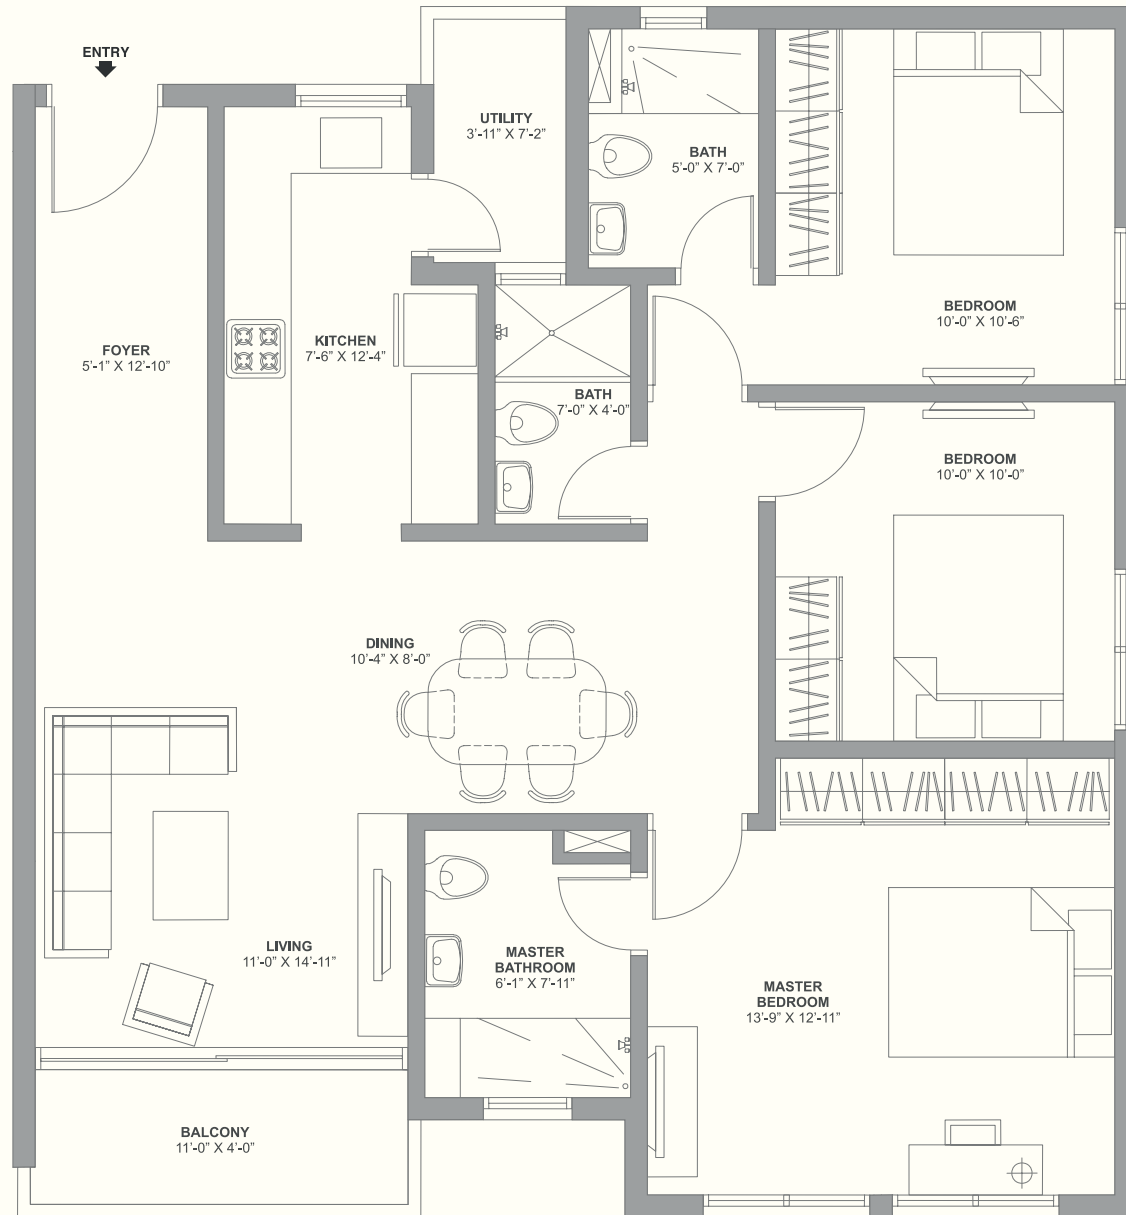 ENTRY
UTILITY
3'-11" X 7'-2"
BATH
5'-0" X 7'-0"
BEDROOM
10'-0" X 10'-6"
FOYER
5'-1" X 12'-10"
KITCHEN
7'-6" X 12'-4"
BATH
7'-0" X 4'-0"
BEDROOM
10'-0" X 10'-0"
DINING
10'-4" X 8'-0"
LIVING
11'-0" X 14'-11"
MASTER
BATHROOM
6'-1" X 7'-11"
MASTER
BEDROOM
13'-9" X 12'-11"
BALCONY
11'-0" X 4'-0"